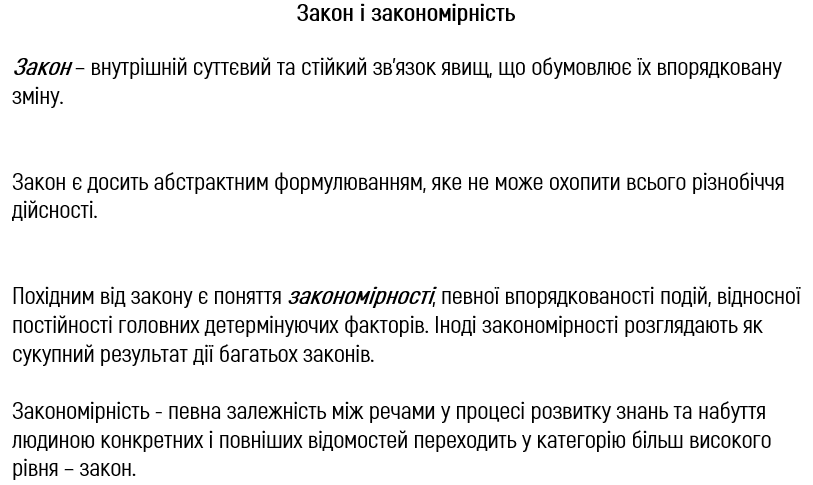 Закон і закономірність
Закон – внутрішній суттєвий та стійкий зв’язок явищ, що обумовлює їх впорядковану
зміну.
Закон є досить абстрактним формулюванням, яке не може охопити всього різнобіччя
дійсності.
Похідним від закону є поняття закономірності, певної впорядкованості подій, відносної
постійності головних детермінуючих факторів. Іноді закономірності розглядають як
сукупний результат дії багатьох законів.
Закономірність - певна залежність між речами у процесі розвитку знань та набуття
людиною конкретних і повніших відомостей переходить у категорію більш високого
рівня – закон.